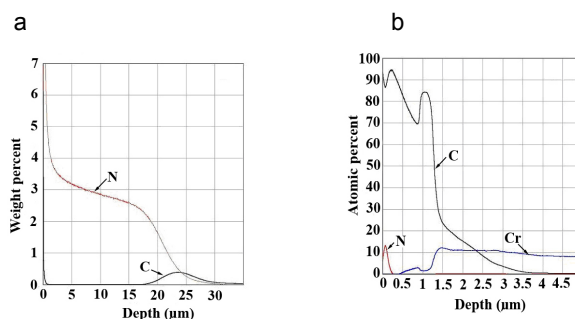 a
b
7
6
5
4
3
2
1
0
Weight percent
N
C
0 5 10 15 20 25 30
Depth (µm)
100
90
80
70
60
50
40
30
20
10
0
Atomic percent
C
N
Cr
0 0.5 1 1.5 2 2.5 3 3.5 4 4.5
Depth (µm)